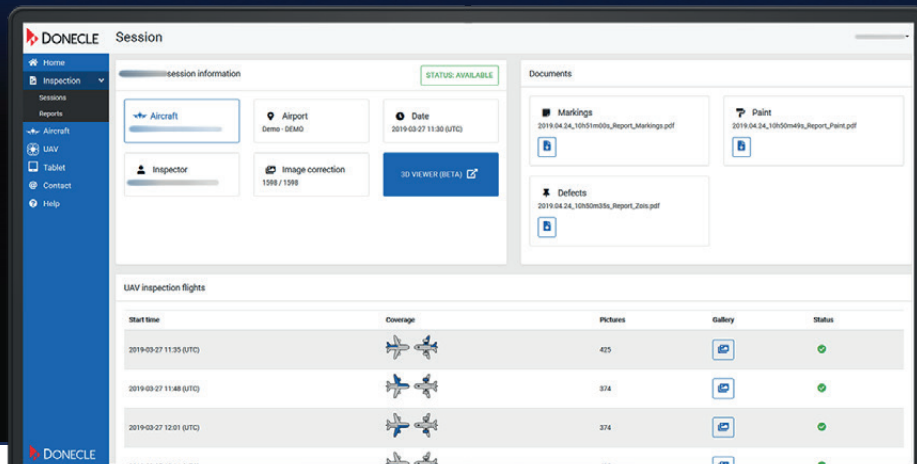 DONECLE
Session
Home
Inspection
Sessions
Reports
Aircraft
UAV
Tablet
Contact
Help
session information
STATUS: AVAILABLE
Aircraft
Airport
Demo - DEMO
Date
2019-03-27 11:30 (UTC)
Inspector
Image correction
1598 / 1598
3D VIEWER (BETA)
Documents
Markings
2019.04.24_10h51m00s_Report_Markings.pdf
Paint
2019.04.24_10h50m49s_Report_Paint.pdf
Defects
2019.04.24_10h50m35s_Report_Zois.pdf
UAV inspection flights
Start time Coverage Pictures Gallery Status
2019-03-27 11:35 (UTC) 425
2019-03-27 11:48 (UTC) 374
2019-03-27 12:01 (UTC) 374
DONECLE